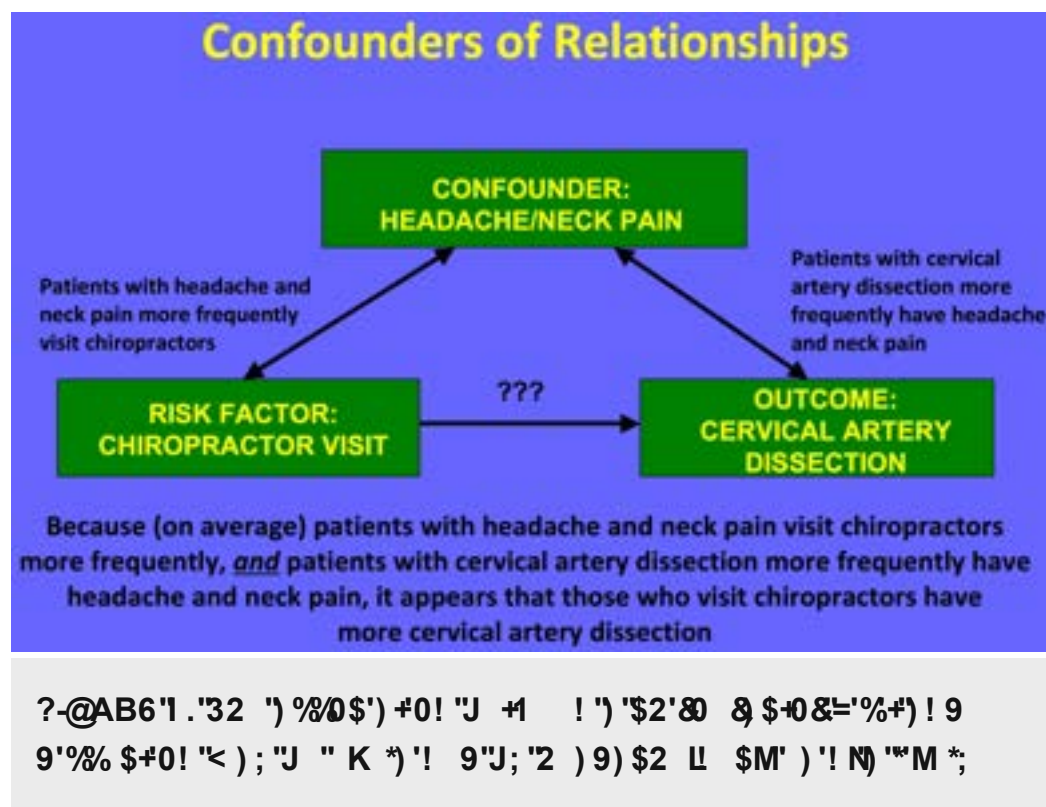 Confounders of Relationships
CONFOUNDER:
HEADACHE/NECK PAIN
Patients with headache and
neck pain more frequently
visit chiropractors
Patients with cervical
artery dissection more
frequently have headache
and neck pain
???
RISK FACTOR:
CHIROPRACTOR VISIT
OUTCOME:
CERVICAL ARTERY
DISSECTION
Because (on average) patients with headache and neck pain visit chiropractors
more frequently, and patients with cervical artery dissection more frequently have
headache and neck pain, it appears that those who visit chiropractors have
more cervical artery dissection